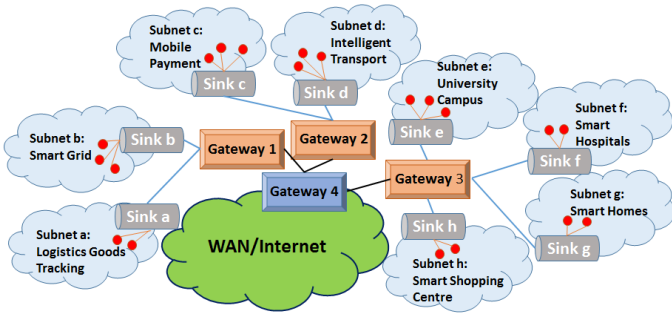 Subnet c:
Mobile
Payment
Sink c
Subnet d:
Intelligent
Transport
Sink d
Subnet e:
University
Campus
Sink e
Subnet f:
Smart
Hospitals
Sink f
Subnet b:
Smart Grid
Sink b
Gateway 1
Gateway 2
Gateway 3
Gateway 4
Subnet g:
Smart Homes
Sink g
Sink a
Subnet a:
Logistics Goods
Tracking
WAN/Internet
Sink h
Subnet h:
Smart Shopping
Centre